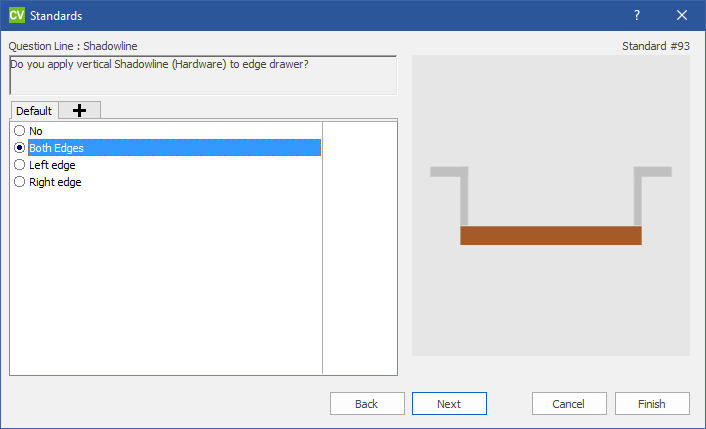 CV Standards ?
Question Line : Shadowline Standard #93
Do you apply vertical Shadowline (Hardware) to edge drawer?
Default
No
Both Edges
Left edge
Right edge
Back Next Cancel Finish